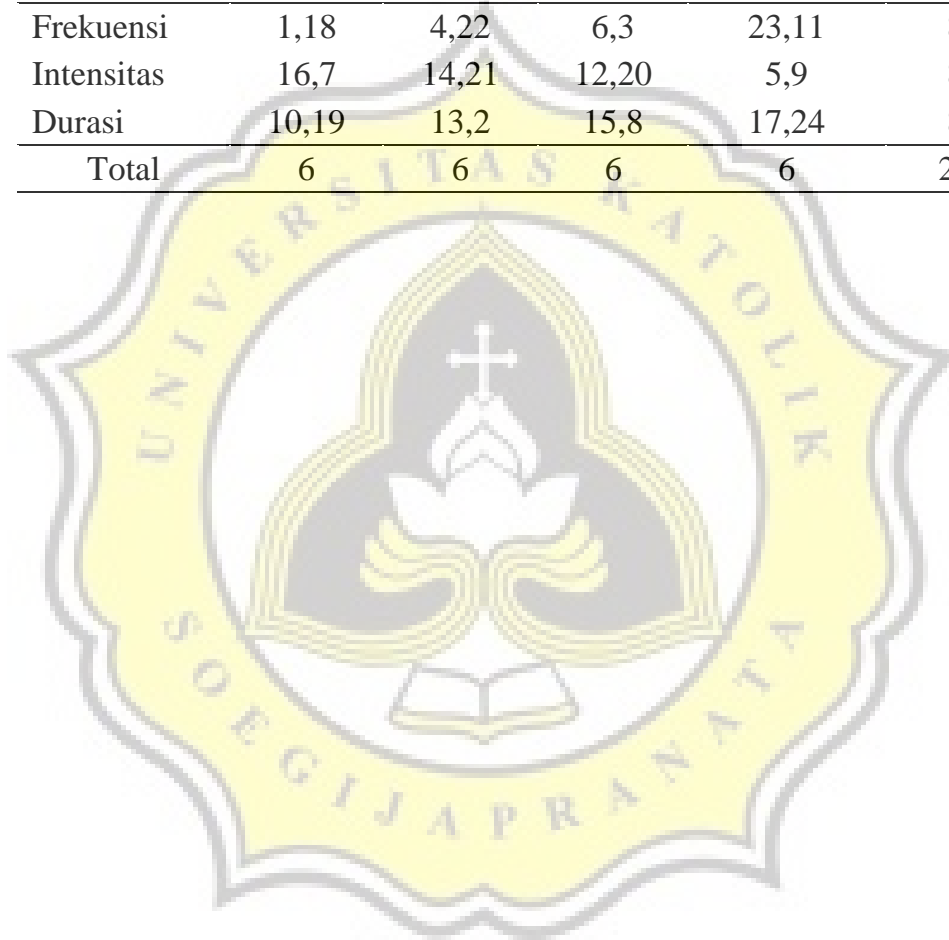 Frekuensi 1,18 4,22 6,3 23,11
Intensitas 16,7 14,21 12,20 5,9
Durasi 10,19 13,2 15,8 17,24
Total 6 6 6 6 2
UNIVERSITAS KATOLIK
SOEGIJAPRANATA